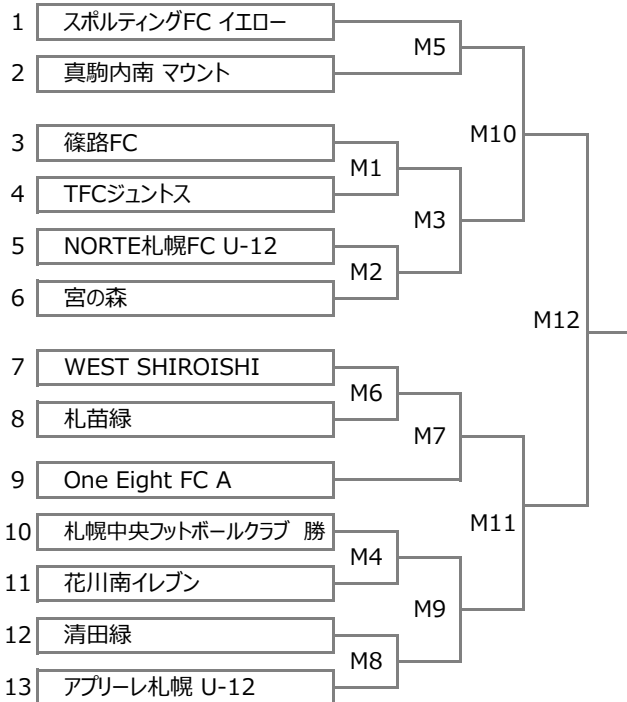 1 スポルティングFC イエロー
M5
2 真駒内南 マウント
M10
3 篠路FC
M1
4 TFCジュントス
M3
5 NORTE札幌FC U-12
M2
6 宮の森
M12
7 WEST SHIROISHI
M6
8 札苗緑
M7
9 One Eight FC A
M11
10 札幌中央フットボールクラブ 勝
M4
11 花川南イレブン
M9
12 清田緑
M8
13 アプリーレ札幌 U-12